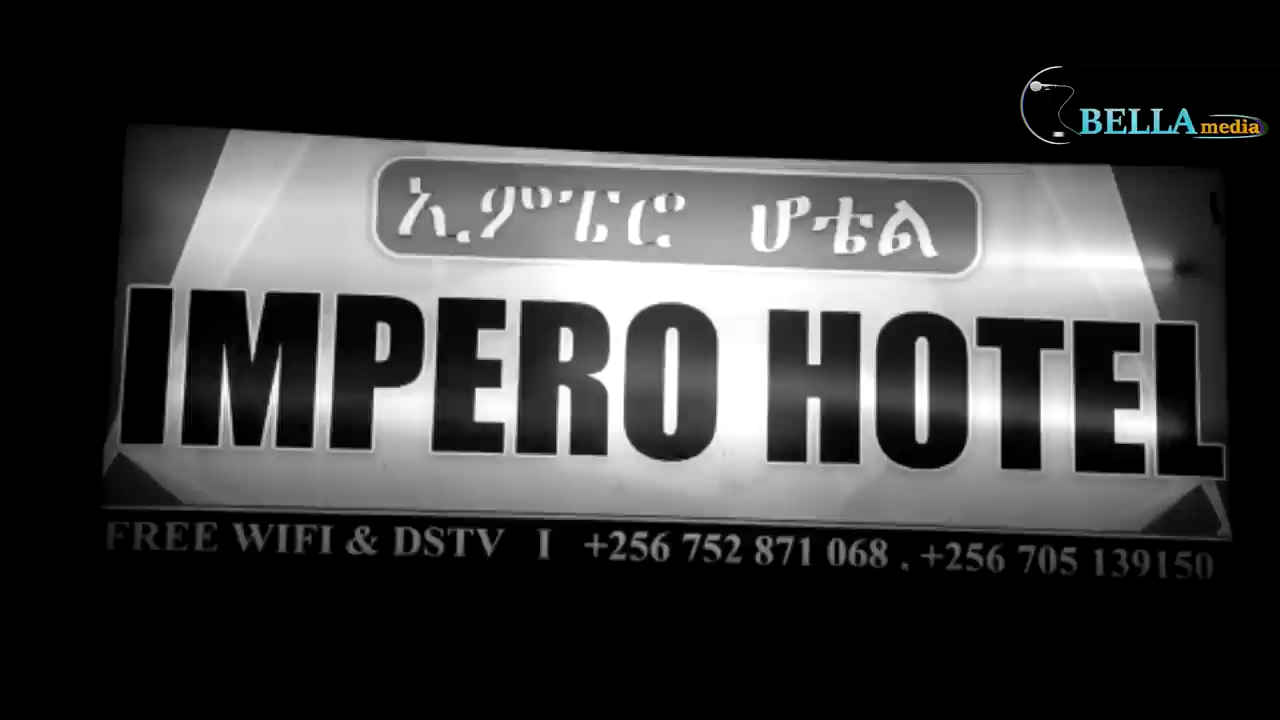 BELLA media
ኢምፔሮ ሆቴል
IMPERO HOTEL
FREE WIFI & DSTV I +256 752 871 068 . +256 705 139150